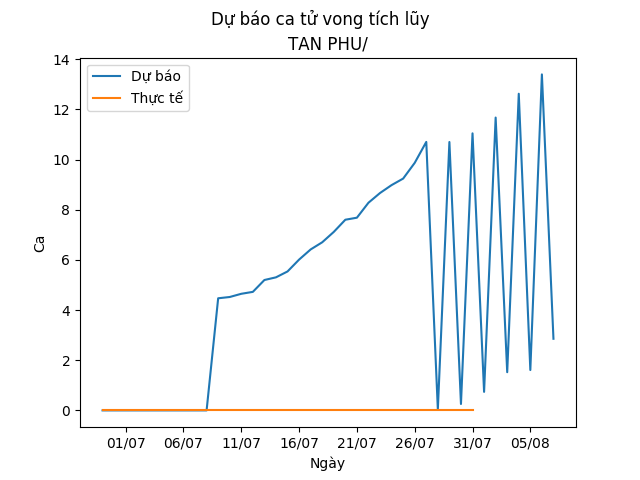 Dự báo ca tử vong tích lũy
TAN PHU/
Dự báo
Thực tế
Ca
14
12
10
8
6
4
2
0
01/07 06/07 11/07 16/07 21/07 26/07 31/07 05/08
Ngày